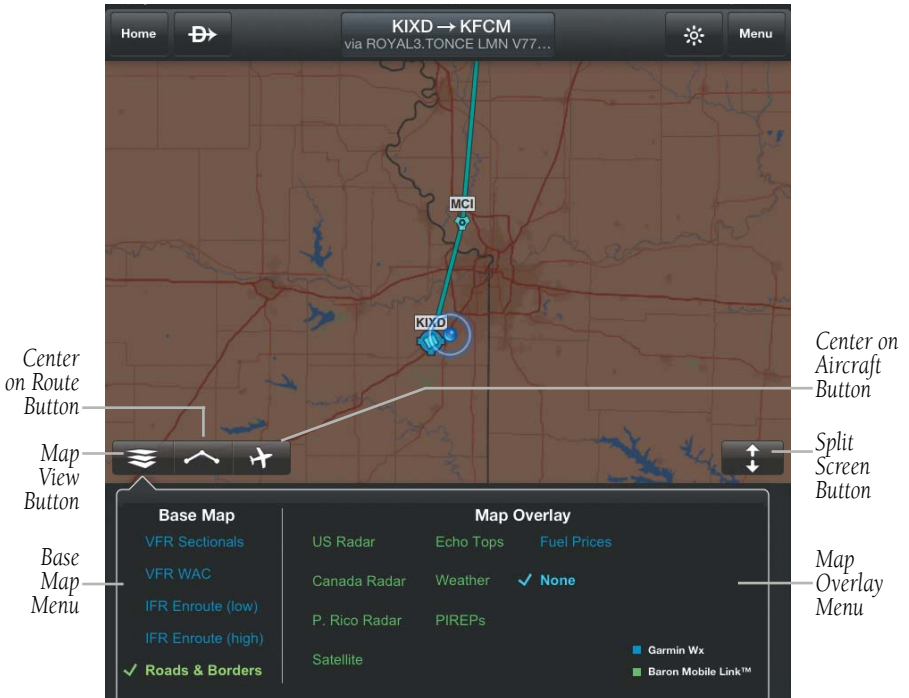 Home
KIXD → KFCM
via ROYAL3.TONCE LMN V77...
Menu
MCI
KIXD
Center
on Route
Button
Center on
Aircraft
Button
Map
View
Button
Split
Screen
Button
Base
Map
Menu
Base Map
VFR Sectionals
VFR WAC
IFR Enroute (low)
IFR Enroute (high)
Roads & Borders
Map Overlay
US Radar
Echo Tops
Fuel Prices
Canada Radar
Weather
None
P. Rico Radar
PIREPs
Satellite
Garmin Wx
Baron Mobile Link™
Map
Overlay
Menu